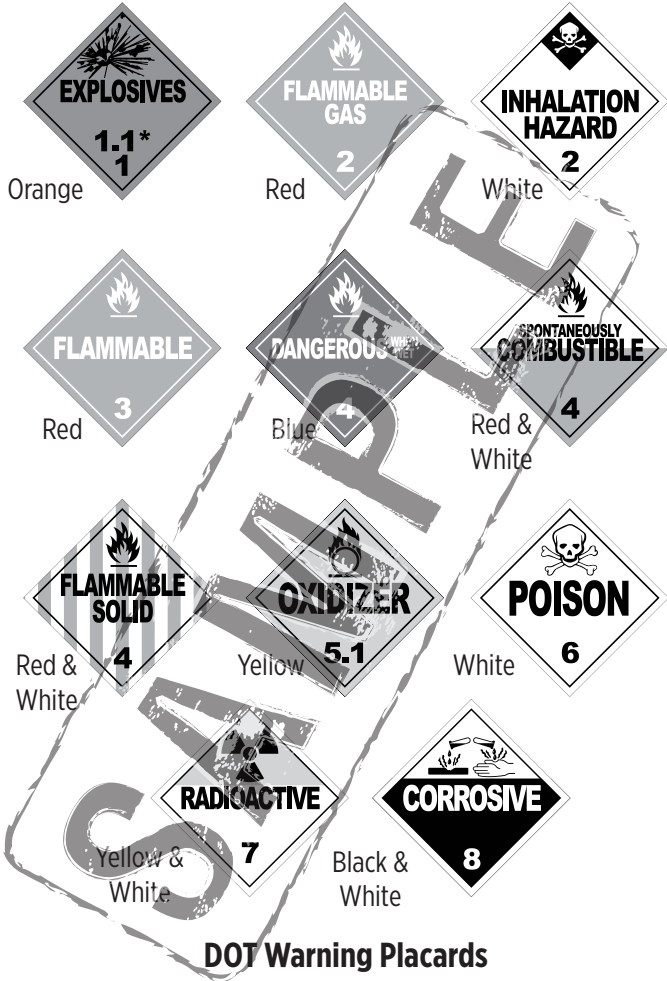 EXPLOSIVES
1.1*
1
Orange
FLAMMABLE
GAS
2
Red
INHALATION
HAZARD
2
White
FLAMMABLE
3
Red
DANGEROUS WHEN
WET
4
Blue
SPONTANEOUSLY
COMBUSTIBLE
4
Red &
White
FLAMMABLE
SOLID
4
Red &
White
OXIDIZER
5.1
Yellow
POISON
6
White
RADIOACTIVE
7
Yellow &
White
CORROSIVE
8
Black &
White
DOT Warning Placards
SAMPLE